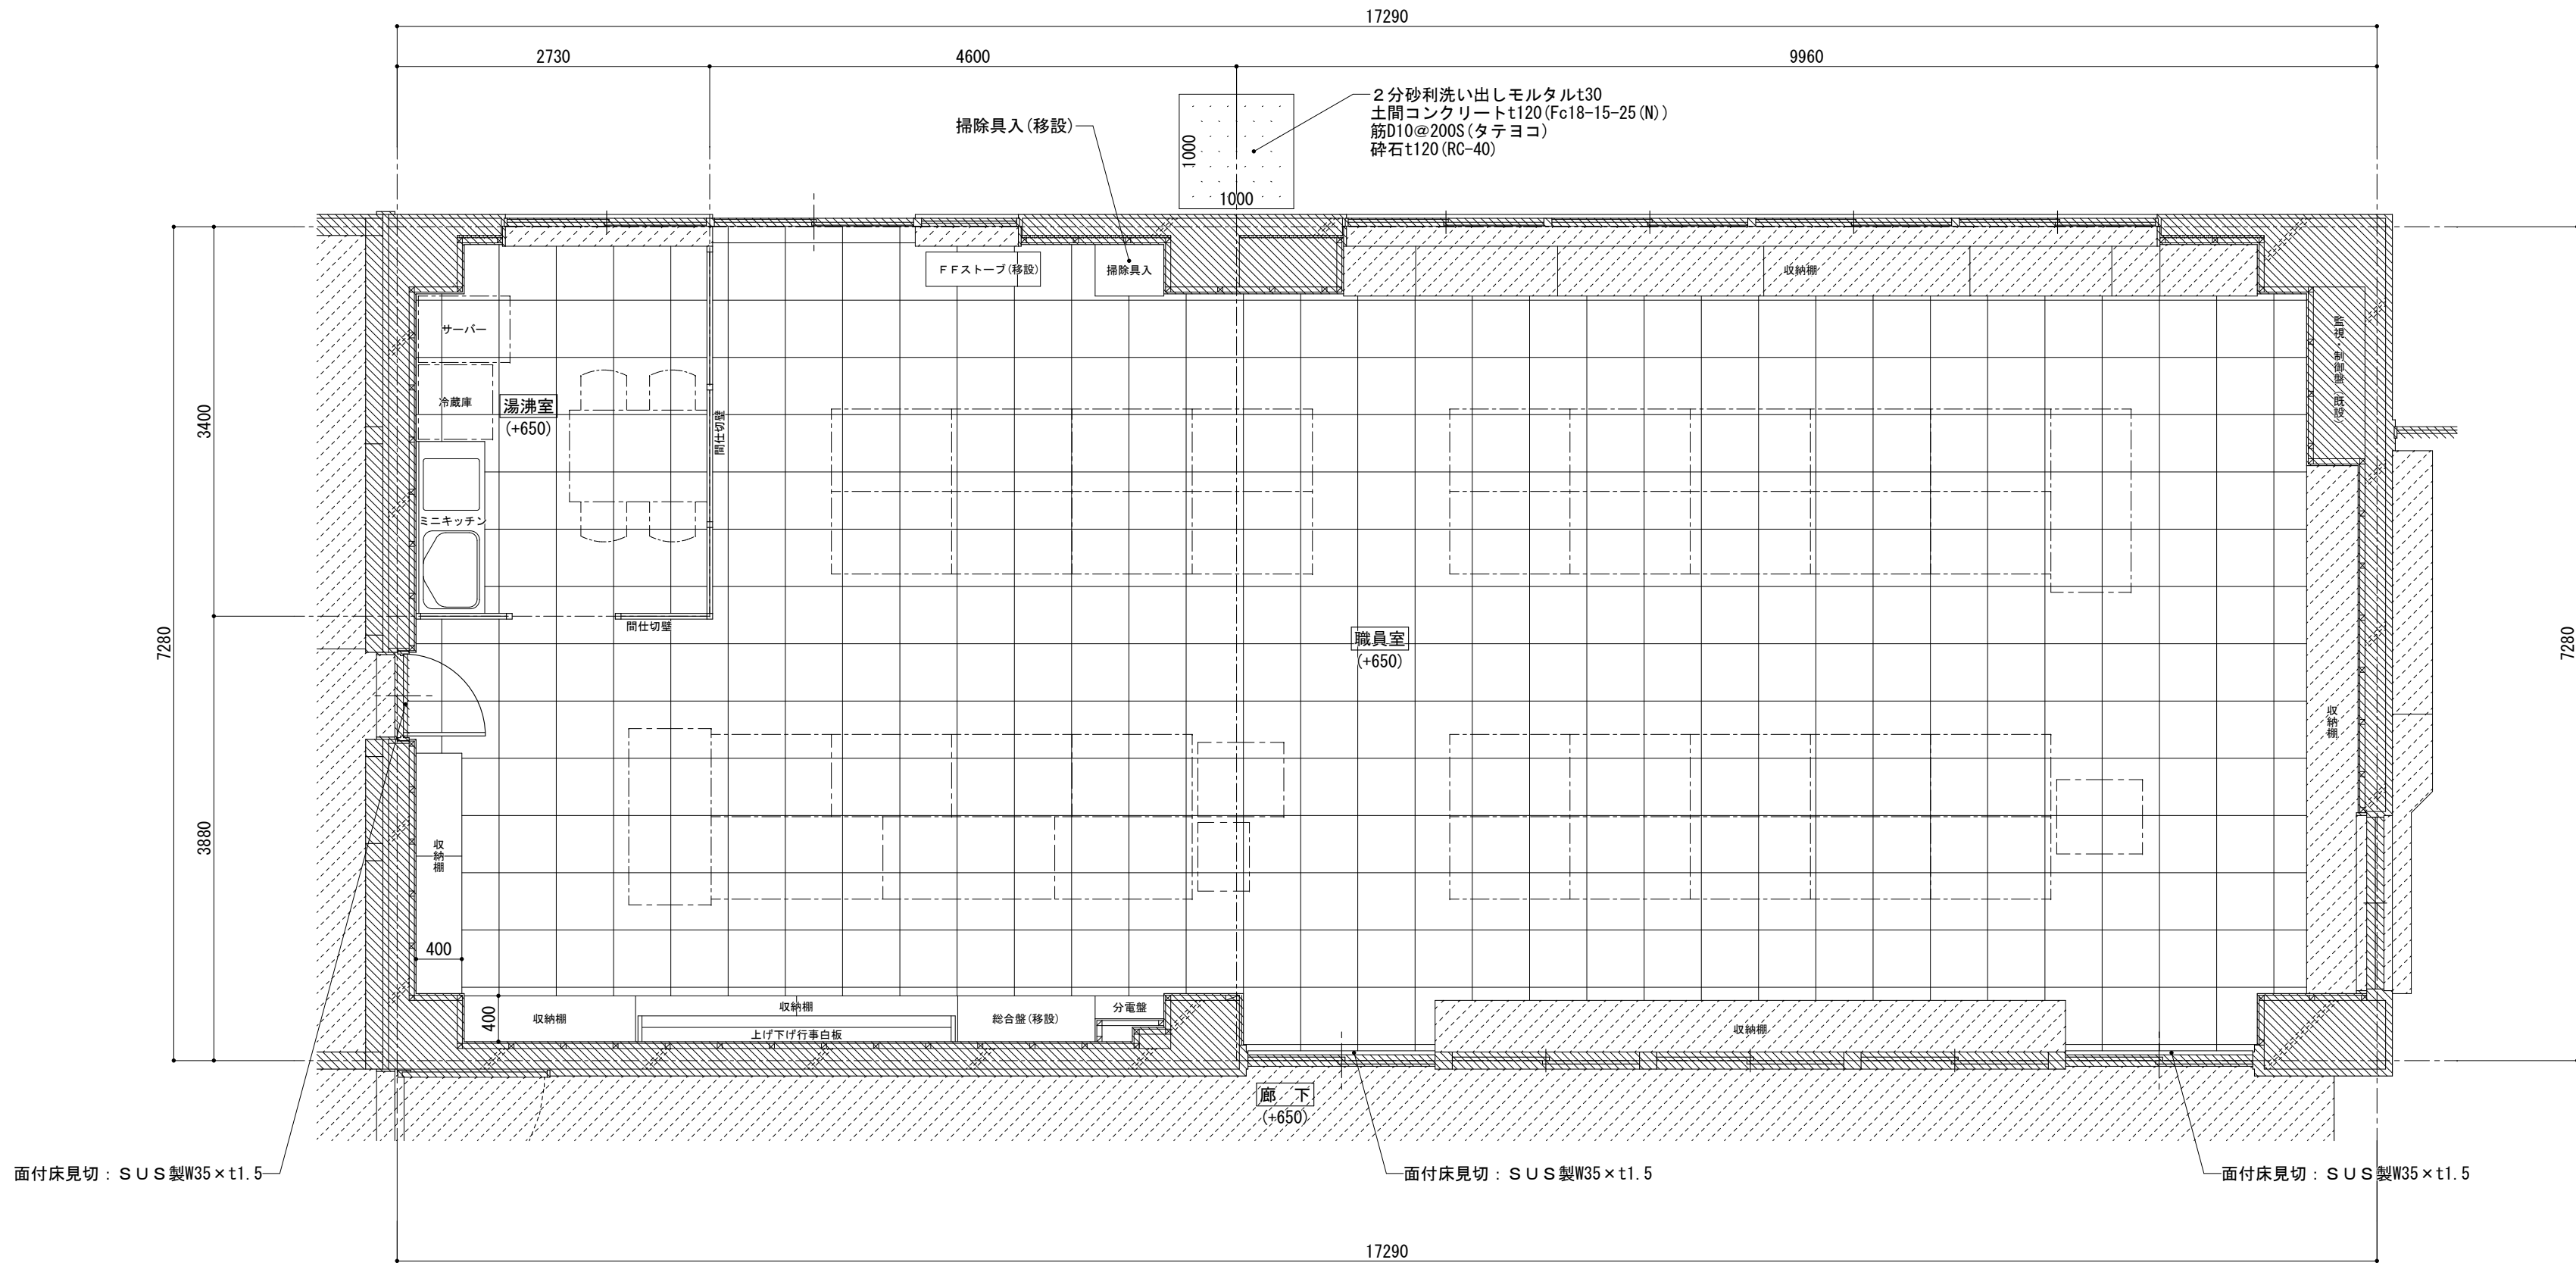 17290
2730
4600
9960
２分砂利洗い出しモルタルt30
土間コンクリートt120(Fc18-15-25(N))
筋D10@200S(タテヨコ)
砕石t120(RC-40)
掃除具入(移設)
1000
1000
ＦＦストーブ(移設)
掃除具入
収納棚
サーバー
監視・制御盤(既設)
冷蔵庫
湯沸室
(+650)
間仕切壁
3400
ミニキッチン
間仕切壁
職員室
(+650)
7280
7280
収納棚
3880
収納棚
400
400
収納棚
収納棚
上げ下げ行事白板
総合盤(移設)
分電盤
収納棚
廊　下
(+650)
面付床見切：ＳＵＳ製W35×t1.5
面付床見切：ＳＵＳ製W35×t1.5
面付床見切：ＳＵＳ製W35×t1.5
17290